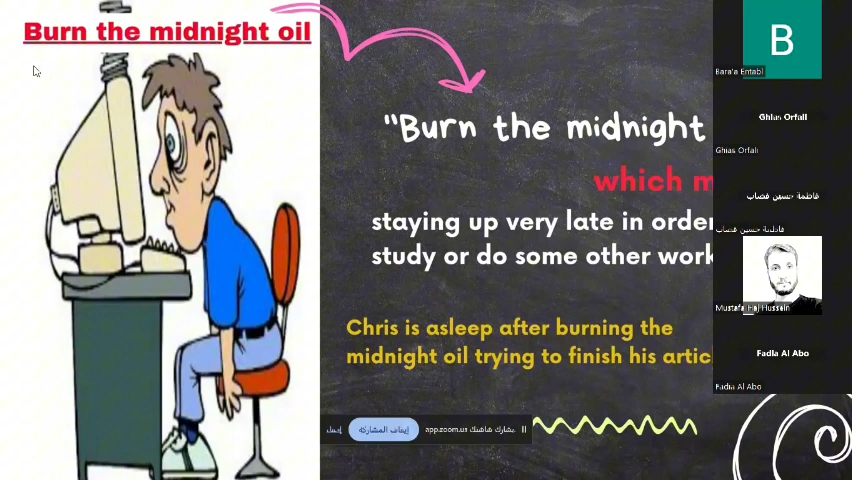 Burn the midnight oil
"Burn the midnight
which m
staying up very late in order
study or do some other work
Chris is asleep after burning the
midnight oil trying to finish his artic
B
Bara'a Entabl
Ghias Orfali
Ghias Orfali
فاطمة حسين قصاب
فاطمة حسين قصاب
Mustafa Haj Hussein
Fadia Al Abo
Fadia Al Abo
إيقاف المشاركة
app.zoom.us يشارك شاشتك